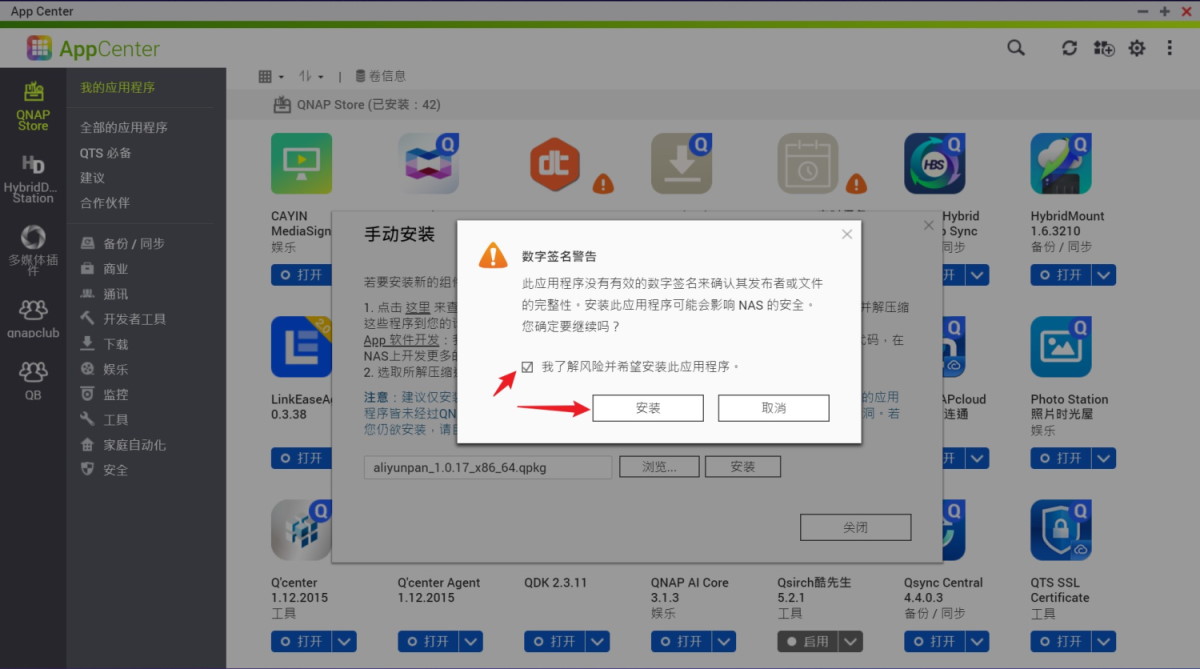 App Center
AppCenter
卷信息
QNAP Store (已安装：42)
QNAP
Store
HybridD...
Station
多媒体插
件
qnapclub
QB
我的应用程序
全部的应用程序
QTS 必备
建议
合作伙伴
备份 / 同步
商业
通讯
开发者工具
下载
娱乐
监控
工具
家庭自动化
安全
CAYIN
MediaSign
娱乐
打开
HBS
Hybrid
Sync
同步
开
HybridMount
1.6.3210
备份 / 同步
打开
手动安装
若要安装新的组件
1. 点击 这里 来查
并解压缩
这些程序到您的计
App 软件开发：
代码，在
NAS上开发更多的
2. 选取所解压缩
注意：建议仅安装
的应用
程序皆未经过QN
洞。若
您仍欲安装，请
aliyunpan_1.0.17_x86_64.qpkg
浏览...
安装
关闭
数字签名警告
此应用程序没有有效的数字签名来确认其发布者或文件
的完整性。安装此应用程序可能会影响 NAS 的安全。
您确定要继续吗？
我了解风险并希望安装此应用程序。
安装
取消
2.0
LinkEaseA
0.3.38
打开
APcloud
连通
开
Photo Station
照片时光屋
娱乐
打开
Q'center
1.12.2015
工具
打开
Q'center Agent
1.12.2015
打开
QDK 2.3.11
打开
QNAP AI Core
3.1.3
娱乐
打开
Qsirch酷先生
5.2.1
工具
启用
Qsync Central
4.4.0.3
备份 / 同步
打开
QTS SSL
Certificate
工具
打开